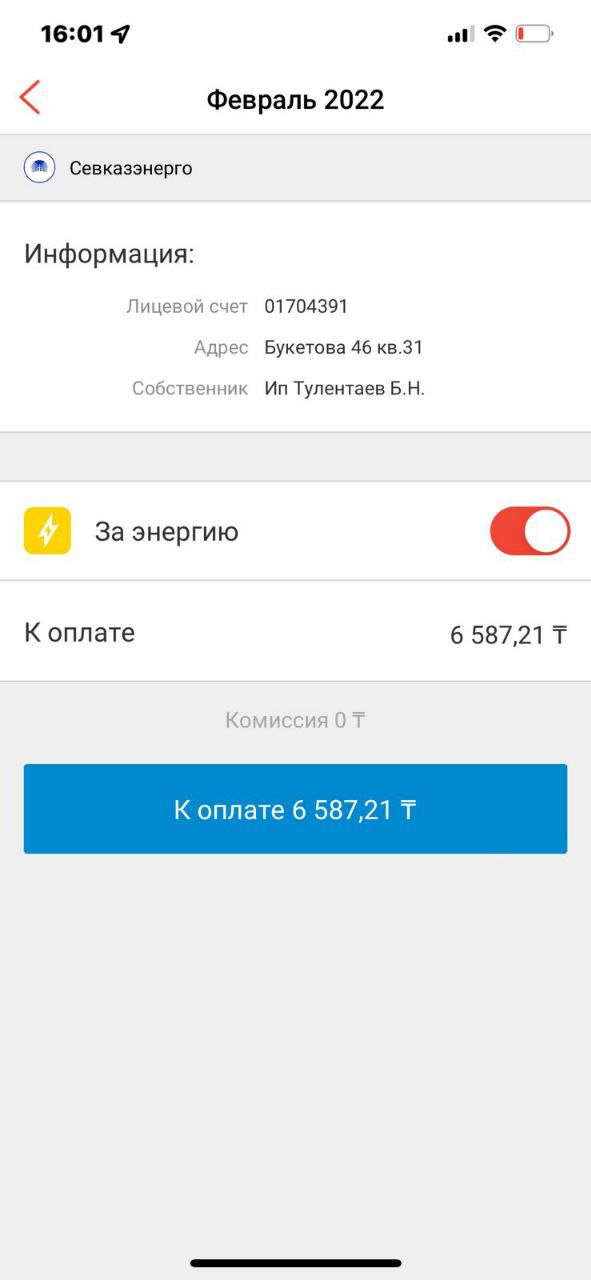 16:01
Февраль 2022
Севказэнерго
Информация:
Лицевой счет 01704391
Адрес Букетова 46 кв.31
Собственник Ип Тулентаев Б.Н.
За энергию
К оплате 6 587,21 ₸
Комиссия 0 ₸
К оплате 6 587,21 ₸